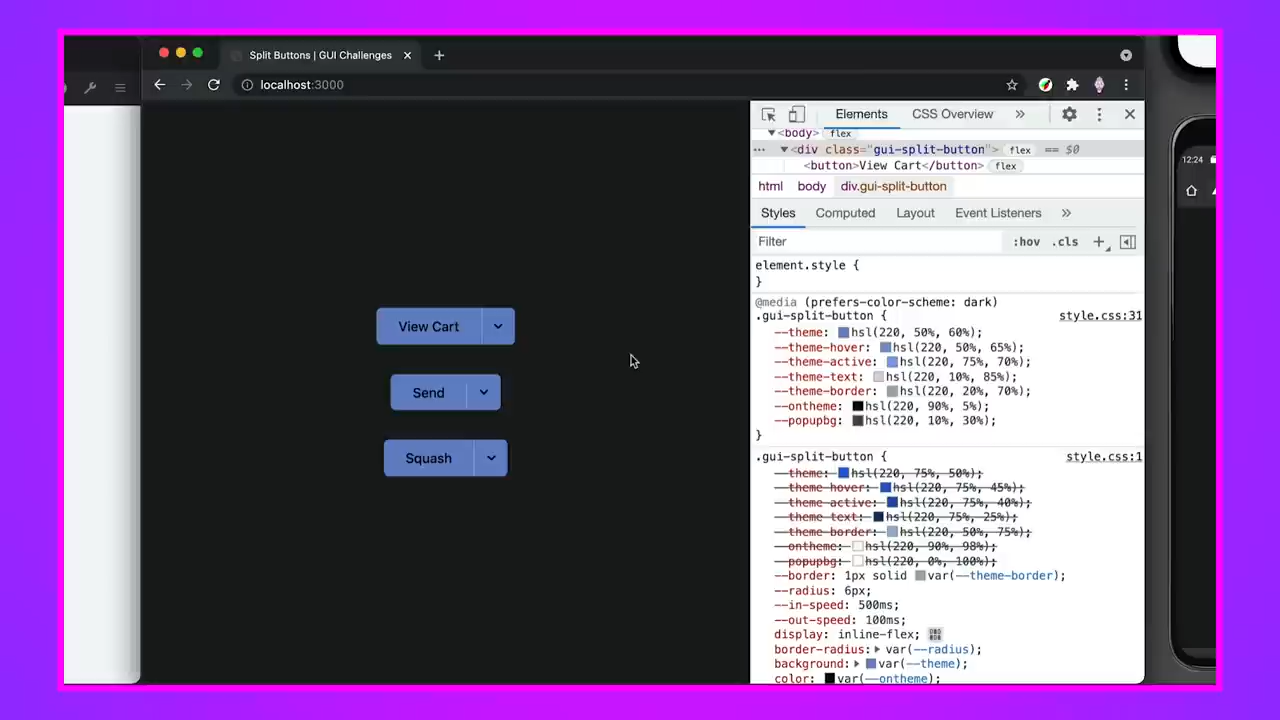 Split Buttons | GUI Challenges
localhost:3000
View Cart
Send
Squash
Elements
CSS Overview
<body> flex
<div class="gui-split-button"> flex == $0
<button>View Cart</button> flex
html body div.gui-split-button
Styles Computed Layout Event Listeners
Filter :hov .cls
element.style {
}
@media (prefers-color-scheme: dark)
.gui-split-button { style.css:31
--theme: hsl(220, 50%, 60%);
--theme-hover: hsl(220, 50%, 65%);
--theme-active: hsl(220, 75%, 70%);
--theme-text: hsl(220, 10%, 85%);
--theme-border: hsl(220, 20%, 70%);
--ontheme: hsl(220, 90%, 5%);
--popupbg: hsl(220, 10%, 30%);
}
.gui-split-button { style.css:1
--theme: hsl(220, 75%, 50%);
--theme-hover: hsl(220, 75%, 45%);
--theme-active: hsl(220, 75%, 40%);
--theme-text: hsl(220, 75%, 25%);
--theme-border: hsl(220, 50%, 75%);
--ontheme: hsl(220, 90%, 98%);
--popupbg: hsl(220, 0%, 100%);
--border: 1px solid var(--theme-border);
--radius: 6px;
--in-speed: 500ms;
--out-speed: 100ms;
display: inline-flex;
border-radius: var(--radius);
background: var(--theme);
color: var(--ontheme);
12:24